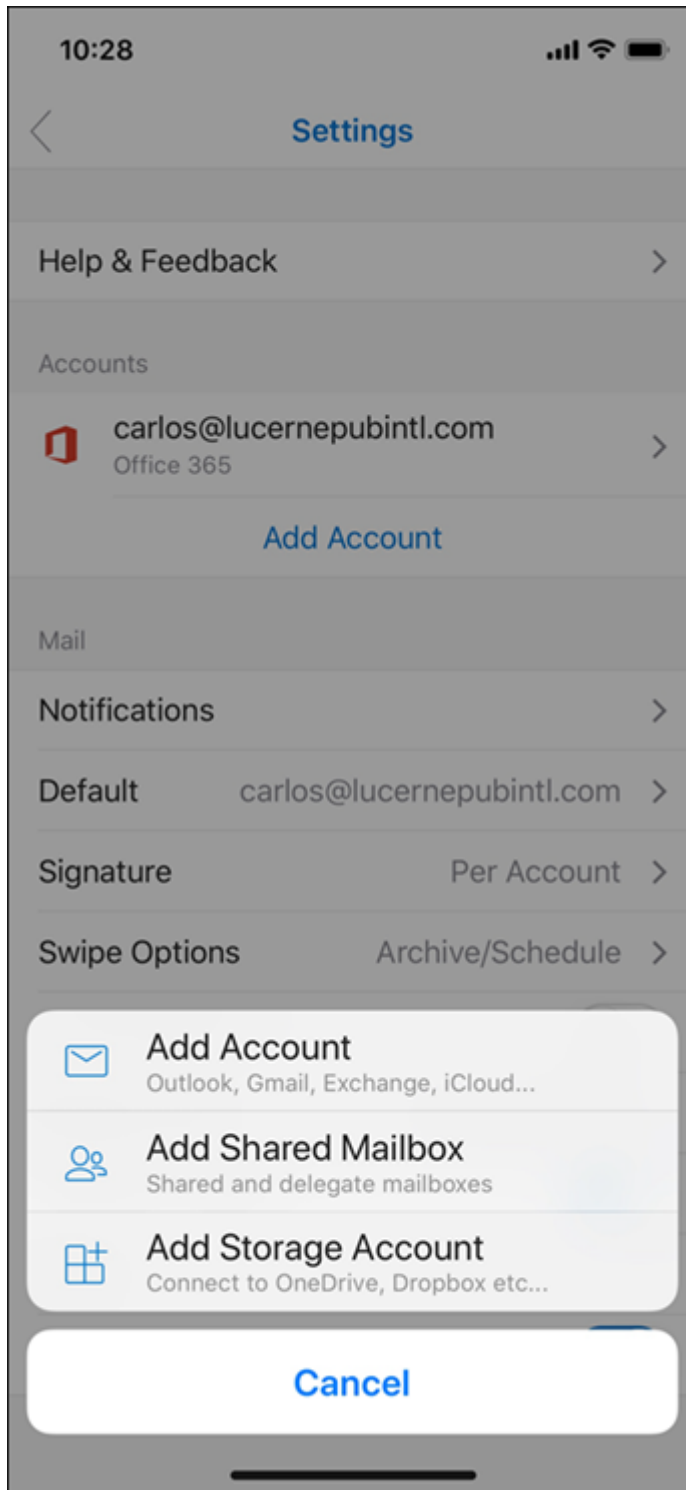 10:28
Settings
Help & Feedback
Accounts
carlos@lucernepubintl.com
Office 365
Add Account
Mail
Notifications
Default carlos@lucernepubintl.com
Signature Per Account
Swipe Options Archive/Schedule
Add Account
Outlook, Gmail, Exchange, iCloud...
Add Shared Mailbox
Shared and delegate mailboxes
Add Storage Account
Connect to OneDrive, Dropbox etc...
Cancel